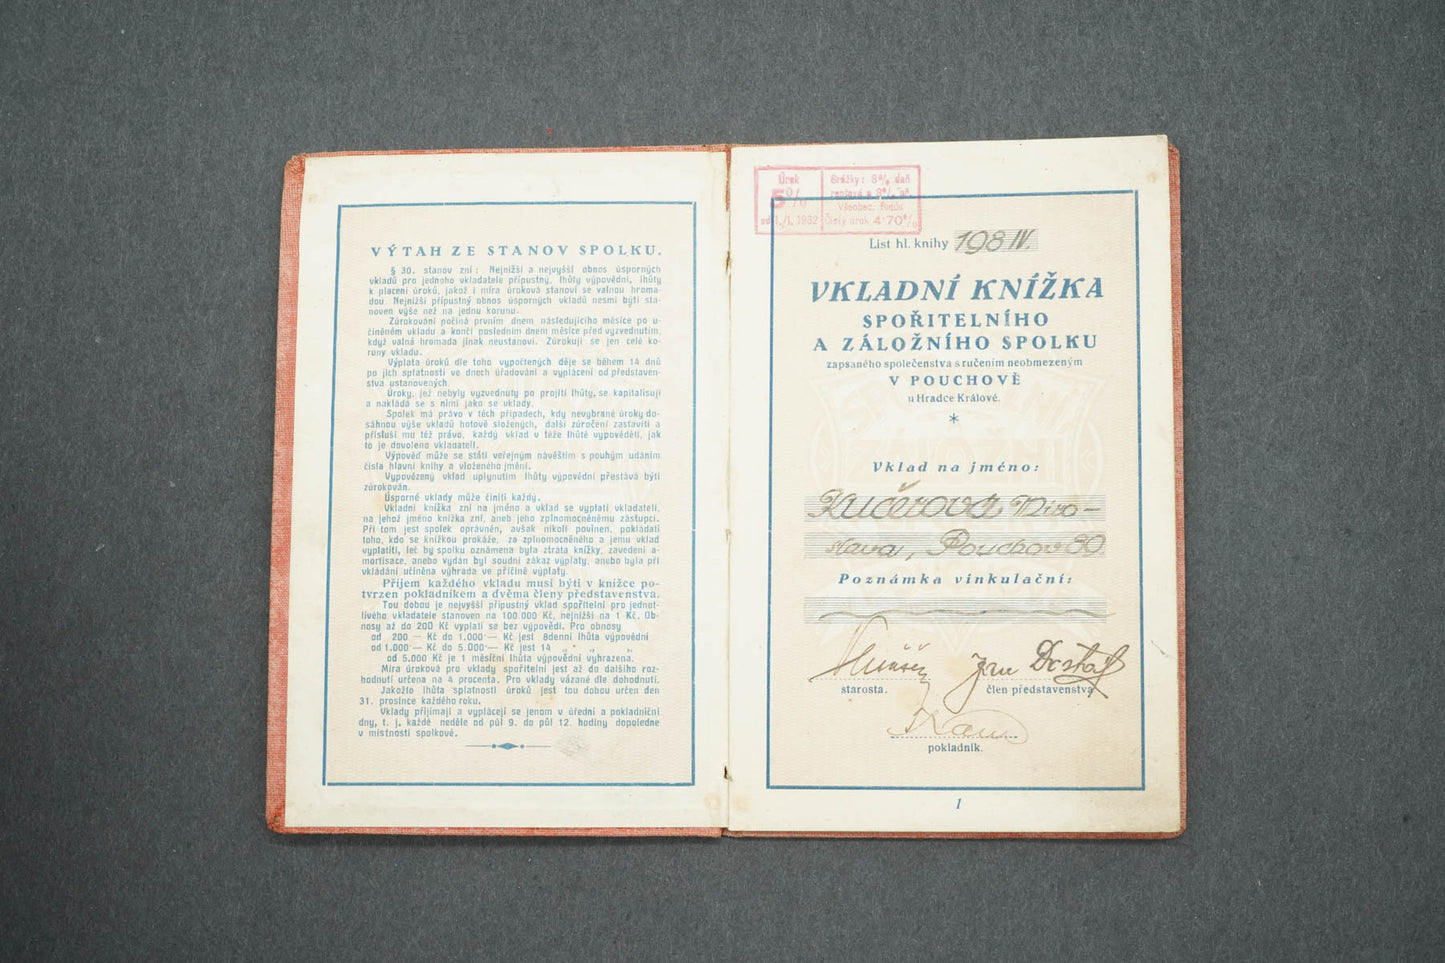 VÝTAH ZE STANOV SPOLKU.
§ 30. stanov zní: Nejnižší a nejvyšší obnos úsporných
vkladů pro jednoho vkladatele přípustný, lhůty výpovědní, lhůty
k placení úroků, jakož i míra úroková stanoví se valnou hroma-
dou. Nejnižší přípustný obnos úsporných vkladů nesmí býti sta-
noven výše než na jednu korunu.
Zúrokování počíná prvním dnem následujícího měsíce po u-
činěném vkladu a končí posledním dnem měsíce před vyzvednutím,
když valná hromada jinak neustanoví. Zúrokují se jen celé ko-
runy vkladu.
Výplata úroků dle toho vypočtených děje se během 14 dnů
po jich splatnosti ve dnech úřadování a vyplácení od představen-
stva ustanovených
Úroky, jež nebyly vyzvednuty po projití lhůty, se kapitalisují
a nakládá se s nimi jako se vklady.
Spolek má právo v těch případech, kdy nevybrané úroky do-
sáhnou výše vkladů hotově složených, další zúročení zastaviti a
přísluší mu též právo, každý vklad v téže lhůtě vypověděti, jak
to je dovoleno vkladateli.
Výpověď může se státi veřejným návěštím s pouhým udáním
čísla hlavní knihy a vloženého jmění.
Vypovězený vklad uplynutím lhůty výpovědní přestává býti
zúrokován.
Úsporné vklady může činiti každý.
Vkladní knížka zní na jméno a vklad se vyplatí vkladateli,
na jehož jméno knížka zní, aneb jeho zplnomocněnému zástupci.
Při tom jest spolek oprávněn, avšak nikoli povinen, pokládati
toho, kdo se knížkou prokáže, za zplnomocněného a jemu vklad
vyplatiti, leč by spolku oznámena byla ztráta knížky, zavedení a-
mortisace, anebo vydán byl soudní zákaz výplaty, anebo byla při
vkládání učiněna výhrada ve příčině výplaty.
Příjem každého vkladu musí býti v knížce po-
tvrzen pokladníkem a dvěma členy představenstva.
Tou dobou je nejvyšší přípustný vklad spořitelní pro jednot-
livého vkladatele stanoven na 100.000 Kč, nejnižší na 1 Kč. Ob-
nosy až do 200 Kč vyplatí se bez výpovědi. Pro obnosy
od 200 — Kč do 1.000·— Kč jest 8denní lhůta výpovědní
od 1.000·— Kč do 5.000·— Kč jest 14 „ „ „
od 5.000 Kč je 1 měsíční lhůta výpovědní vyhrazena.
Míra úroková pro vklady spořitelní jest až do dalšího roz-
hodnutí určena na 4 procenta. Pro vklady vázané dle dohodnutí.
Jakožto lhůta splatnosti úroků jest tou dobou určen den
31. prosince každého roku.
Vklady přijímají a vyplácejí se jenom v úřední a pokladniční
dny, t. j. každé neděle od půl 9. do půl 12. hodiny dopoledne
v místnosti spolkové.
Úrok
5%
od 1./1. 1932
Srážky: 3% daň
rentová a 3%
Všeobec. fondu
Čistý úrok 4·70%
List hl. knihy 198 IV.
VKLADNÍ KNÍŽKA
SPOŘITELNÍHO
A ZÁLOŽNÍHO SPOLKU
zapsaného společenstva s ručením neobmezeným
V POUCHOVĚ
u Hradce Králové.
*
Vklad na jméno:
Kučerova Miro-
slava, Pouchov 39
Poznámka vinkulační:
Jan Dostál
starosta.
člen představenstva
pokladník.
1